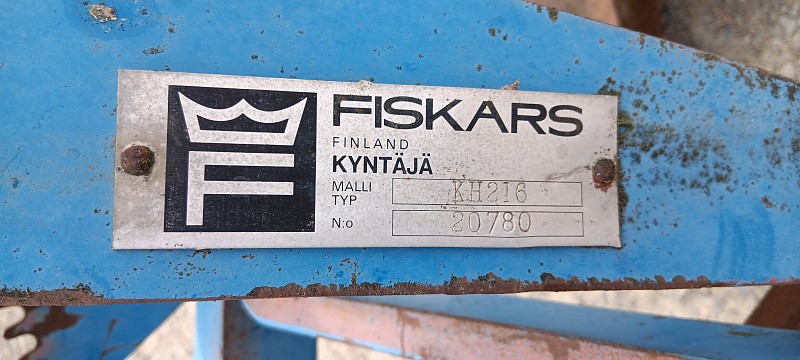 F
FISKARS
FINLAND
KYNTÄJÄ
MALLI
TYP
KH216
N:o
20780